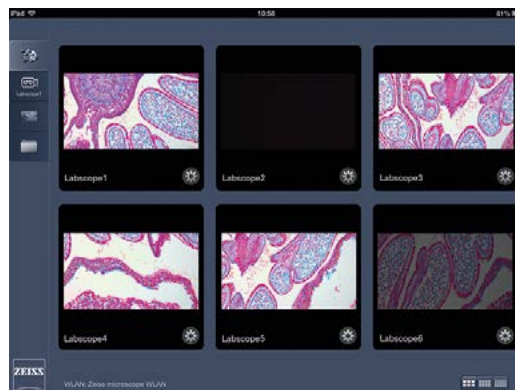 iPad
10:56
61%
Labscope1
Labscope1
Labscope2
Labscope3
Labscope4
Labscope5
Labscope6
ZEISS
WLAN: Zeiss microscope WLAN